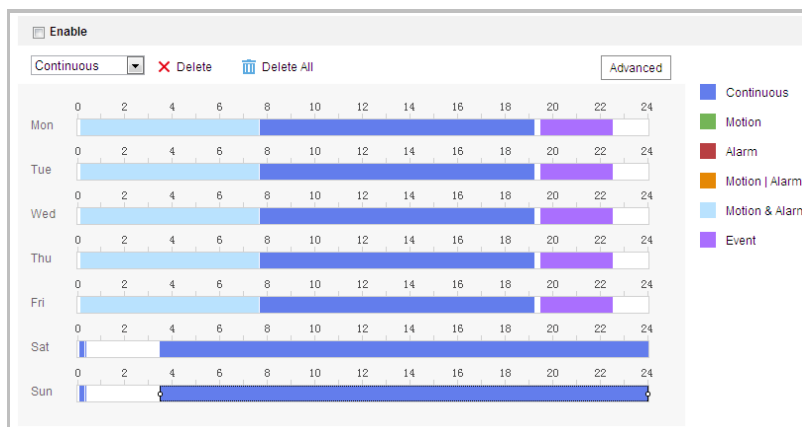 Enable
Continuous Delete Delete All Advanced
0 2 4 6 8 10 12 14 16 18 20 22 24
Mon
0 2 4 6 8 10 12 14 16 18 20 22 24
Tue
0 2 4 6 8 10 12 14 16 18 20 22 24
Wed
0 2 4 6 8 10 12 14 16 18 20 22 24
Thu
0 2 4 6 8 10 12 14 16 18 20 22 24
Fri
0 2 4 6 8 10 12 14 16 18 20 22 24
Sat
0 2 4 6 8 10 12 14 16 18 20 22 24
Sun
Continuous
Motion
Alarm
Motion | Alarm
Motion & Alarm
Event